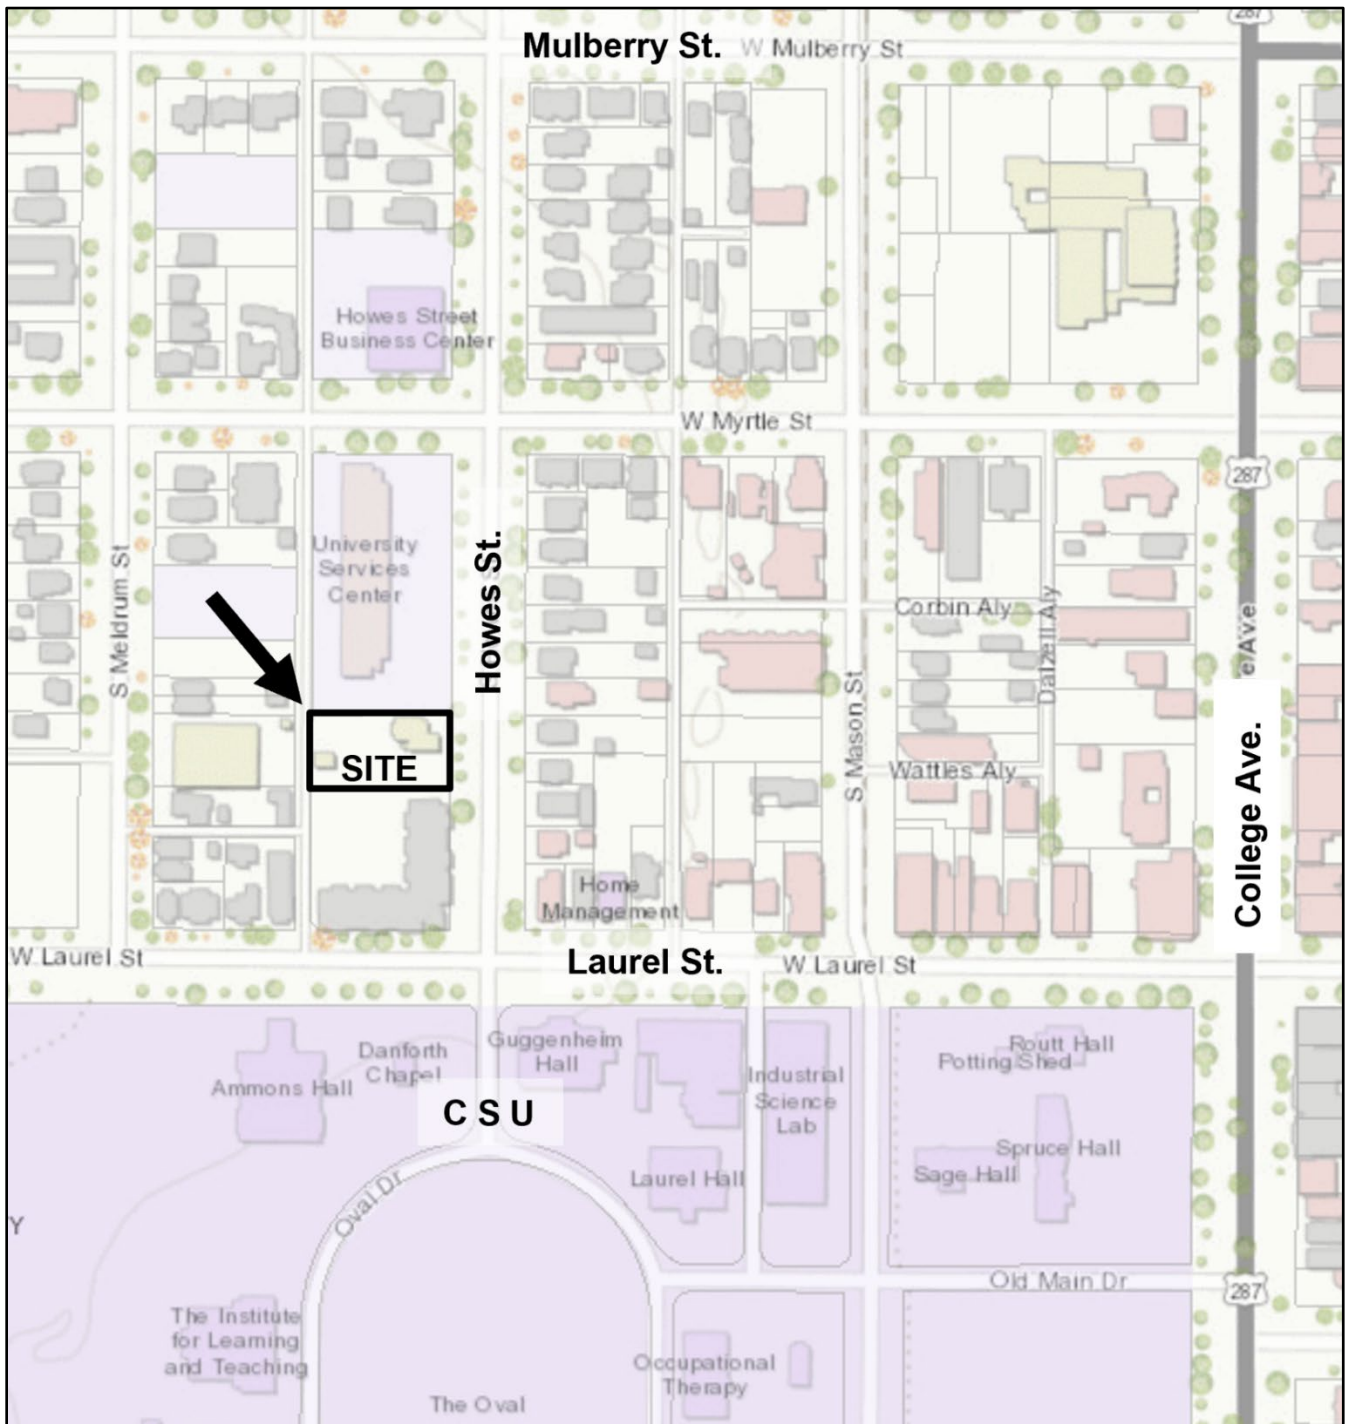 287
Mulberry St.
W Mulberry St
Howes Street
Business Center
W Myrtle St
287
University
Services
Center
Howes St.
S Meldrum St
Corbin Aly
Dalzell Aly
e Ave
S Mason St
SITE
Wattles Aly
College Ave.
Home
Management
W Laurel St
Laurel St.
W Laurel St
Ammons Hall
Danforth
Chapel
Guggenheim
Hall
C S U
Industrial
Science
Lab
Routt Hall
Potting Shed
Spruce Hall
Sage Hall
Laurel Hall
Oval Dr
Y
Old Main Dr
287
The Institute
for Learning
and Teaching
Occupational
Therapy
The Oval